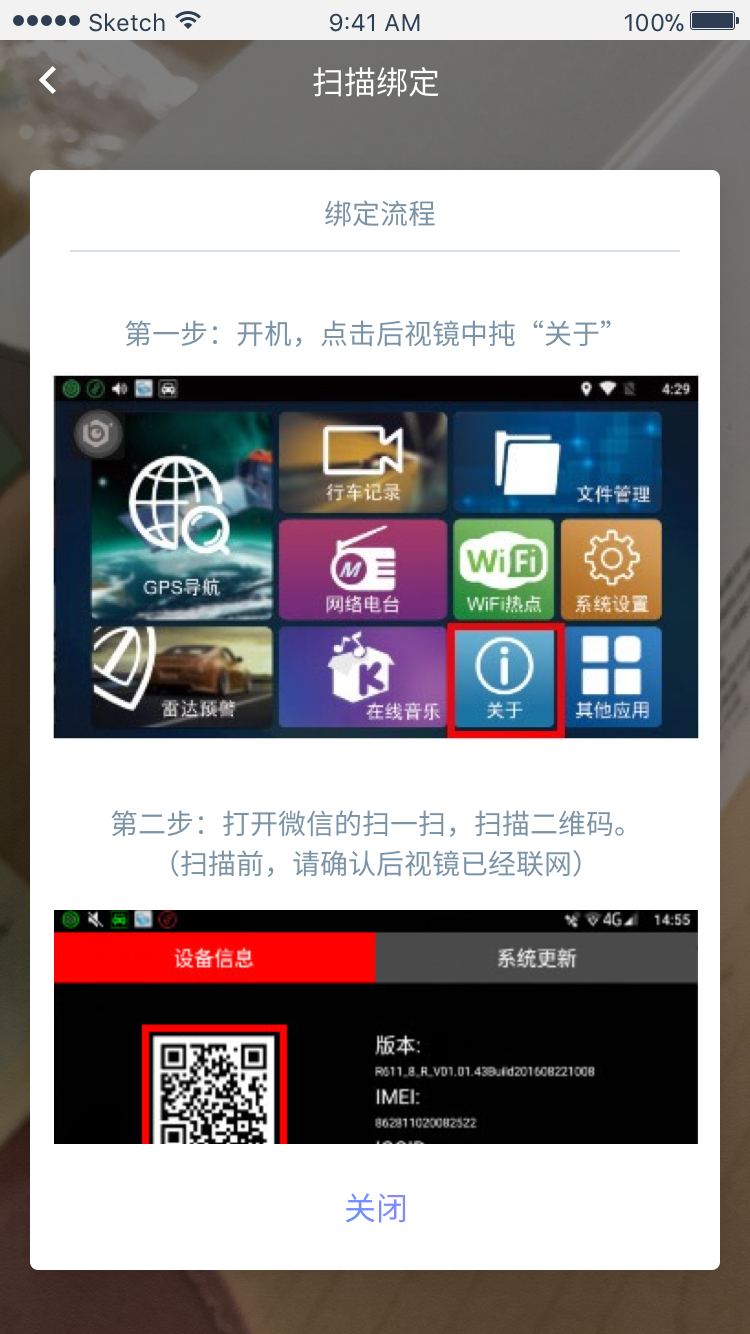 Sketch 9:41 AM 100%
扫描绑定
绑定流程
第一步：开机，点击后视镜中扽“关于”
4:29
行车记录
文件管理
GPS导航
M
WiFi
网络电台
WiFi热点
系统设置
K
雷达预警
在线音乐
关于
其他应用
第二步：打开微信的扫一扫，扫描二维码。
（扫描前，请确认后视镜已经联网）
4G 14:55
设备信息 系统更新
版本:
R611_8_R_V01.01.43Build201608221008
IMEI:
862811020082522
关闭